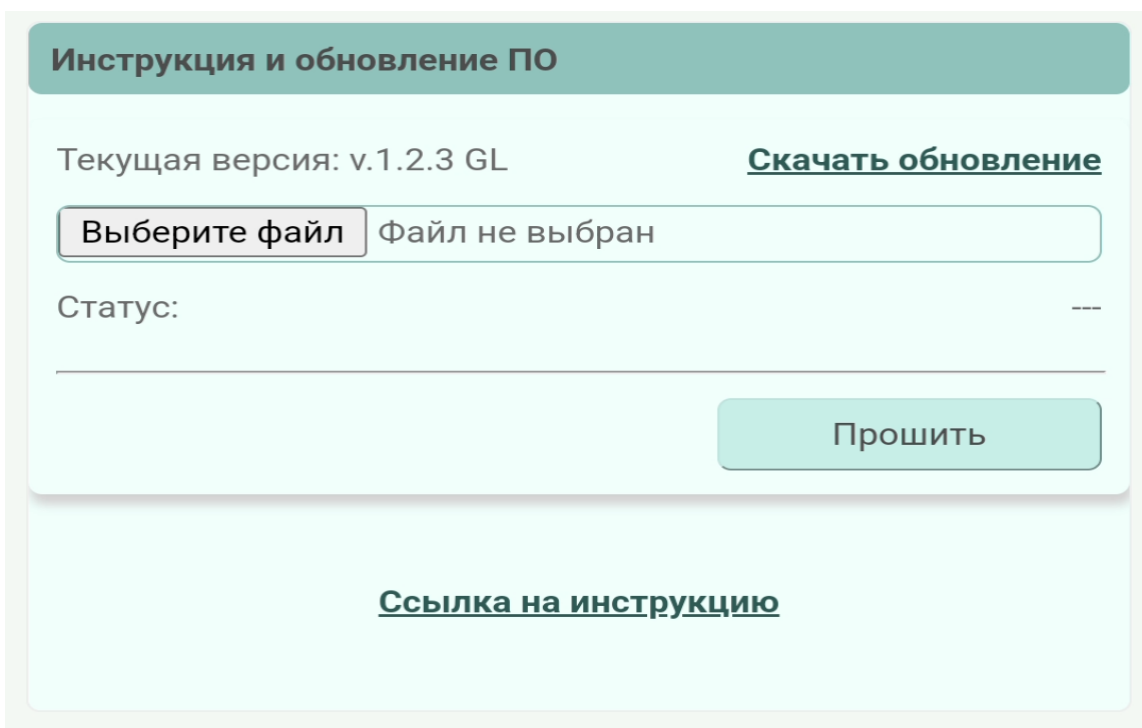 Инструкция и обновление ПО
Текущая версия: v.1.2.3 GL Скачать обновление
Выберите файл Файл не выбран
Статус: ---
Прошить
Ссылка на инструкцию